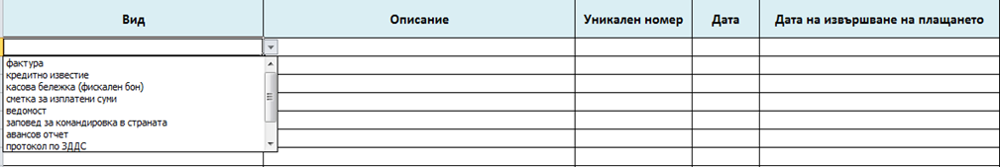 Вид Описание Уникален номер Дата Дата на извършване на плащането
фактура
кредитно известие
касова бележка (фискален бон)
сметка за изплатени суми
ведомост
заповед за командировка в страната
авансов отчет
протокол по ЗДДС